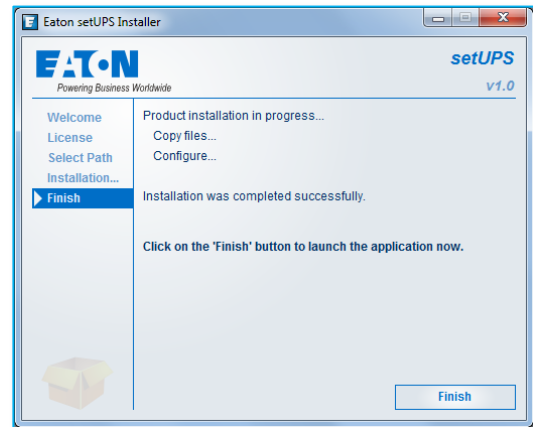 Eaton setUPS Installer
EATON
Powering Business Worldwide
setUPS
v1.0
Welcome
License
Select Path
Installation...
Finish
Product installation in progress...
Copy files...
Configure...
Installation was completed successfully.
Click on the 'Finish' button to launch the application now.
Finish